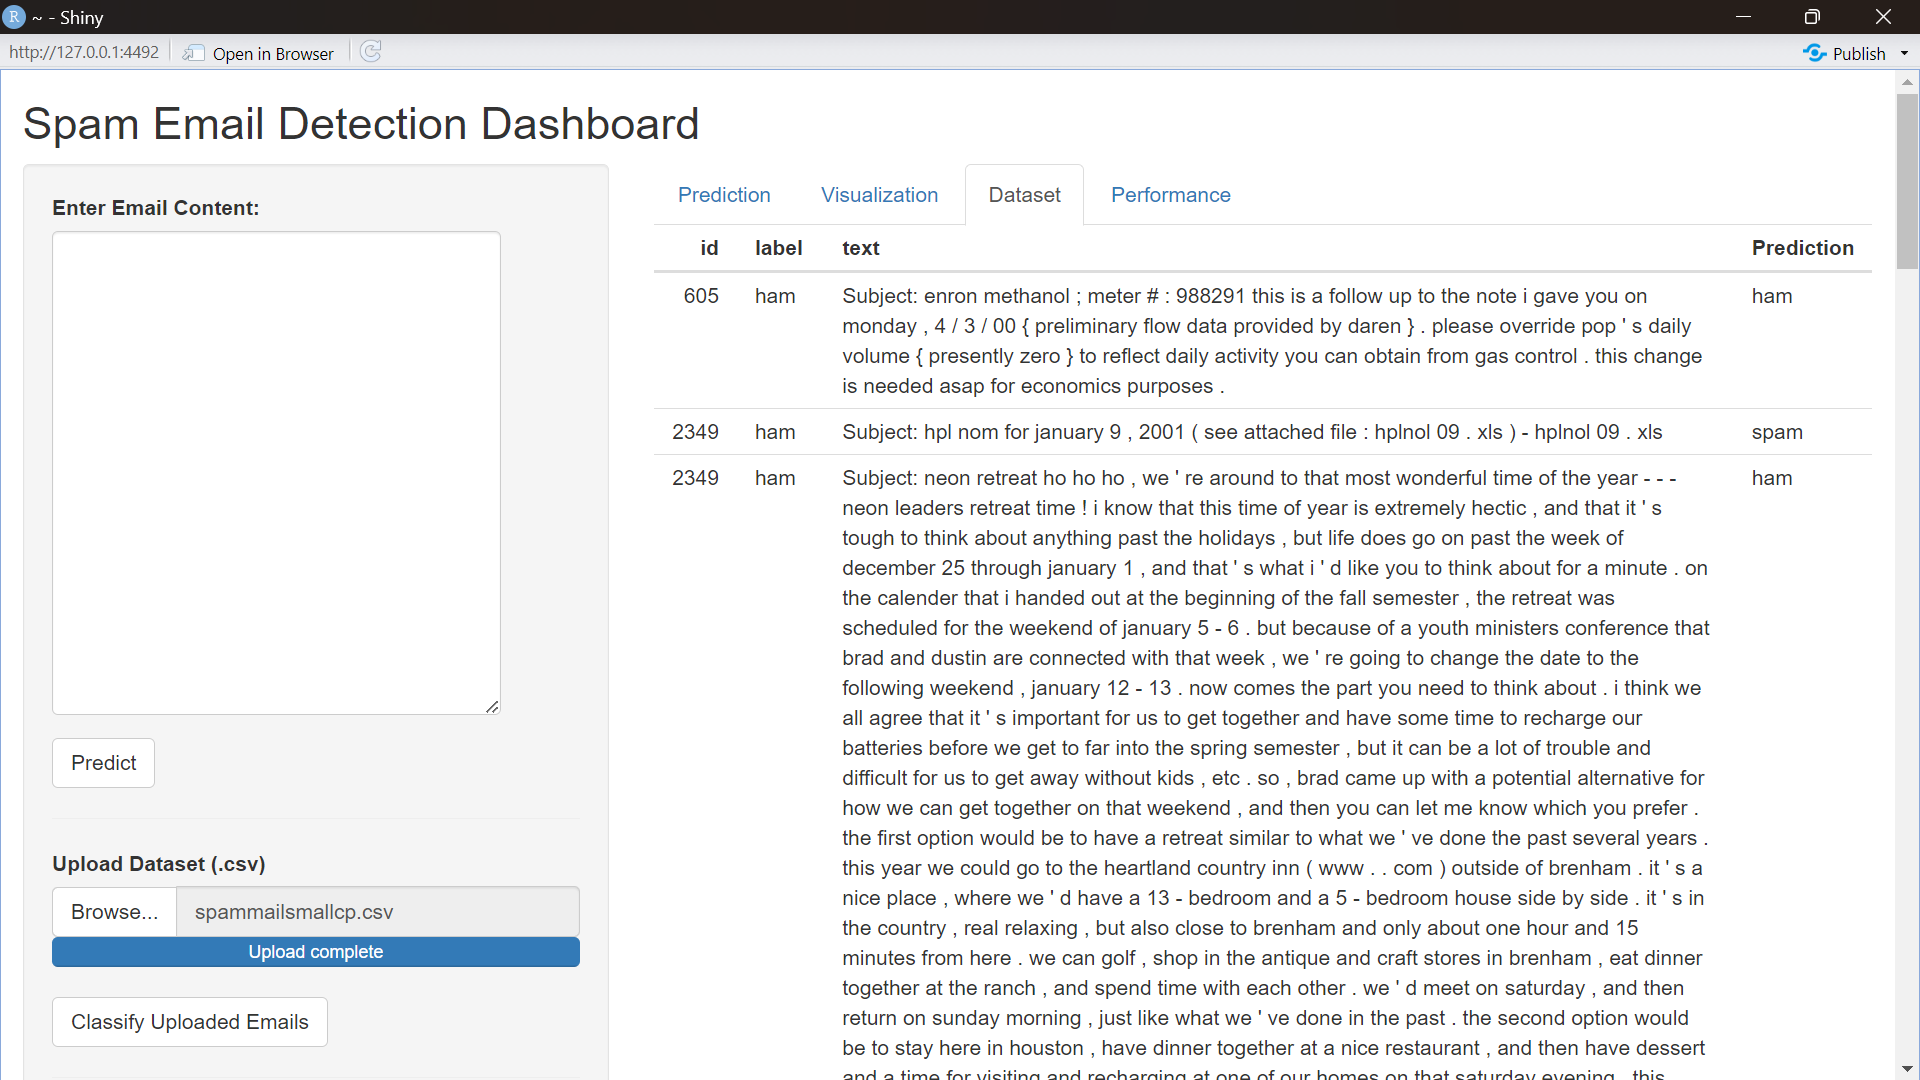 R ~ - Shiny
http://127.0.0.1:4492 Open in Browser Publish
Spam Email Detection Dashboard
Enter Email Content:
Predict
Upload Dataset (.csv)
Browse... spammailsmallcp.csv
Upload complete
Classify Uploaded Emails
Prediction Visualization Dataset Performance
id label text Prediction
605 ham Subject: enron methanol ; meter # : 988291 this is a follow up to the note i gave you on ham
monday , 4 / 3 / 00 { preliminary flow data provided by daren } . please override pop ' s daily
volume { presently zero } to reflect daily activity you can obtain from gas control . this change
is needed asap for economics purposes .
2349 ham Subject: hpl nom for january 9 , 2001 ( see attached file : hplnol 09 . xls ) - hplnol 09 . xls spam
2349 ham Subject: neon retreat ho ho ho , we ' re around to that most wonderful time of the year - - - ham
neon leaders retreat time ! i know that this time of year is extremely hectic , and that it ' s
tough to think about anything past the holidays , but life does go on past the week of
december 25 through january 1 , and that ' s what i ' d like you to think about for a minute . on
the calender that i handed out at the beginning of the fall semester , the retreat was
scheduled for the weekend of january 5 - 6 . but because of a youth ministers conference that
brad and dustin are connected with that week , we ' re going to change the date to the
following weekend , january 12 - 13 . now comes the part you need to think about . i think we
all agree that it ' s important for us to get together and have some time to recharge our
batteries before we get to far into the spring semester , but it can be a lot of trouble and
difficult for us to get away without kids , etc . so , brad came up with a potential alternative for
how we can get together on that weekend , and then you can let me know which you prefer .
the first option would be to have a retreat similar to what we ' ve done the past several years .
this year we could go to the heartland country inn ( www . . com ) outside of brenham . it ' s a
nice place , where we ' d have a 13 - bedroom and a 5 - bedroom house side by side . it ' s in
the country , real relaxing , but also close to brenham and only about one hour and 15
minutes from here . we can golf , shop in the antique and craft stores in brenham , eat dinner
together at the ranch , and spend time with each other . we ' d meet on saturday , and then
return on sunday morning , just like what we ' ve done in the past . the second option would
be to stay here in houston , have dinner together at a nice restaurant , and then have dessert
and a time for visiting and recharging at one of our homes on that saturday evening . this